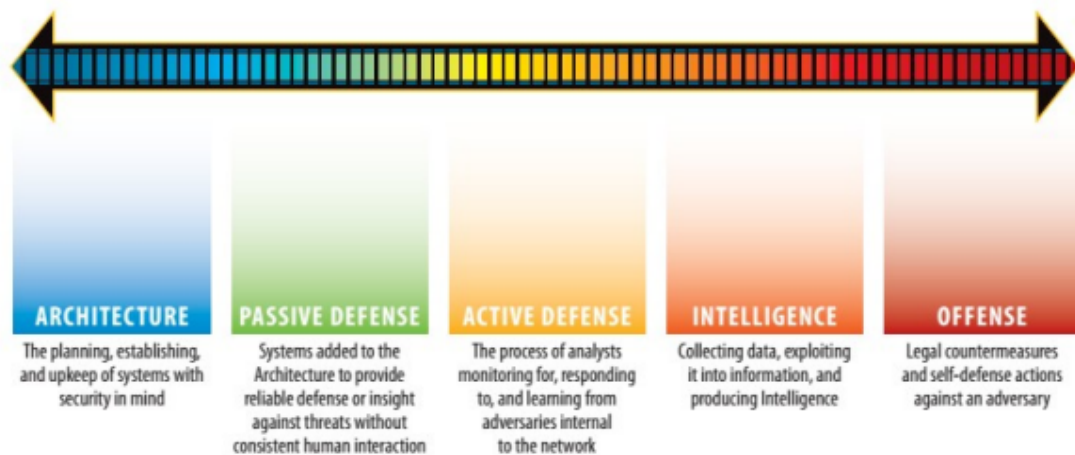 ARCHITECTURE
The planning, establishing,
and upkeep of systems with
security in mind
PASSIVE DEFENSE
Systems added to the
Architecture to provide
reliable defense or insight
against threats without
consistent human interaction
ACTIVE DEFENSE
The process of analysts
monitoring for, responding
to, and learning from
adversaries internal
to the network
INTELLIGENCE
Collecting data, exploiting
it into information, and
producing Intelligence
OFFENSE
Legal countermeasures
and self-defense actions
against an adversary